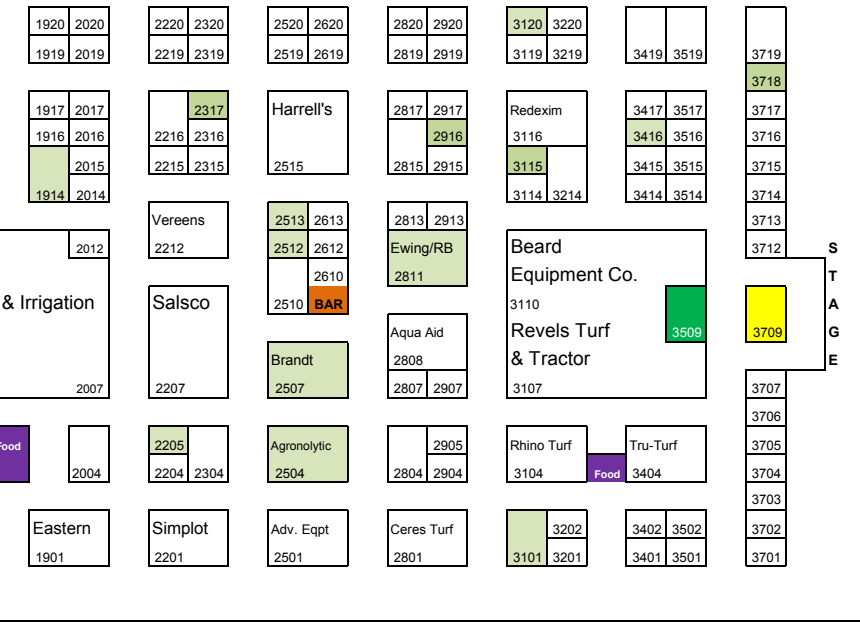 1920 2020 2220 2320 2520 2620 2820 2920 3120 3220
1919 2019 2219 2319 2519 2619 2819 2919 3119 3219 3419 3519 3719
3718
1917 2017 2317 Harrell's 2817 2917 Redexim 3417 3517 3717
1916 2016 2216 2316 2916 3116 3416 3516 3716
2015 2215 2315 2515 2815 2915 3115 3415 3515 3715
1914 2014 3114 3214 3414 3514 3714
Vereens 2513 2613 2813 2913 3713
2012 2212 2512 2612 Ewing/RB Beard 3712 S
2610 2811 Equipment Co. T
& Irrigation Salsco 2510 BAR 3110 A
Aqua Aid Revels Turf 3509 3709 G
Brandt 2808 & Tractor E
2007 2207 2507 2807 2907 3107 3707
3706
Food 2205 Agronolytic 2905 Rhino Turf Tru-Turf 3705
2004 2204 2304 2504 2804 2904 3104 Food 3404 3704
3703
Eastern Simplot Adv. Eqpt Ceres Turf 3202 3402 3502 3702
1901 2201 2501 2801 3101 3201 3401 3501 3701